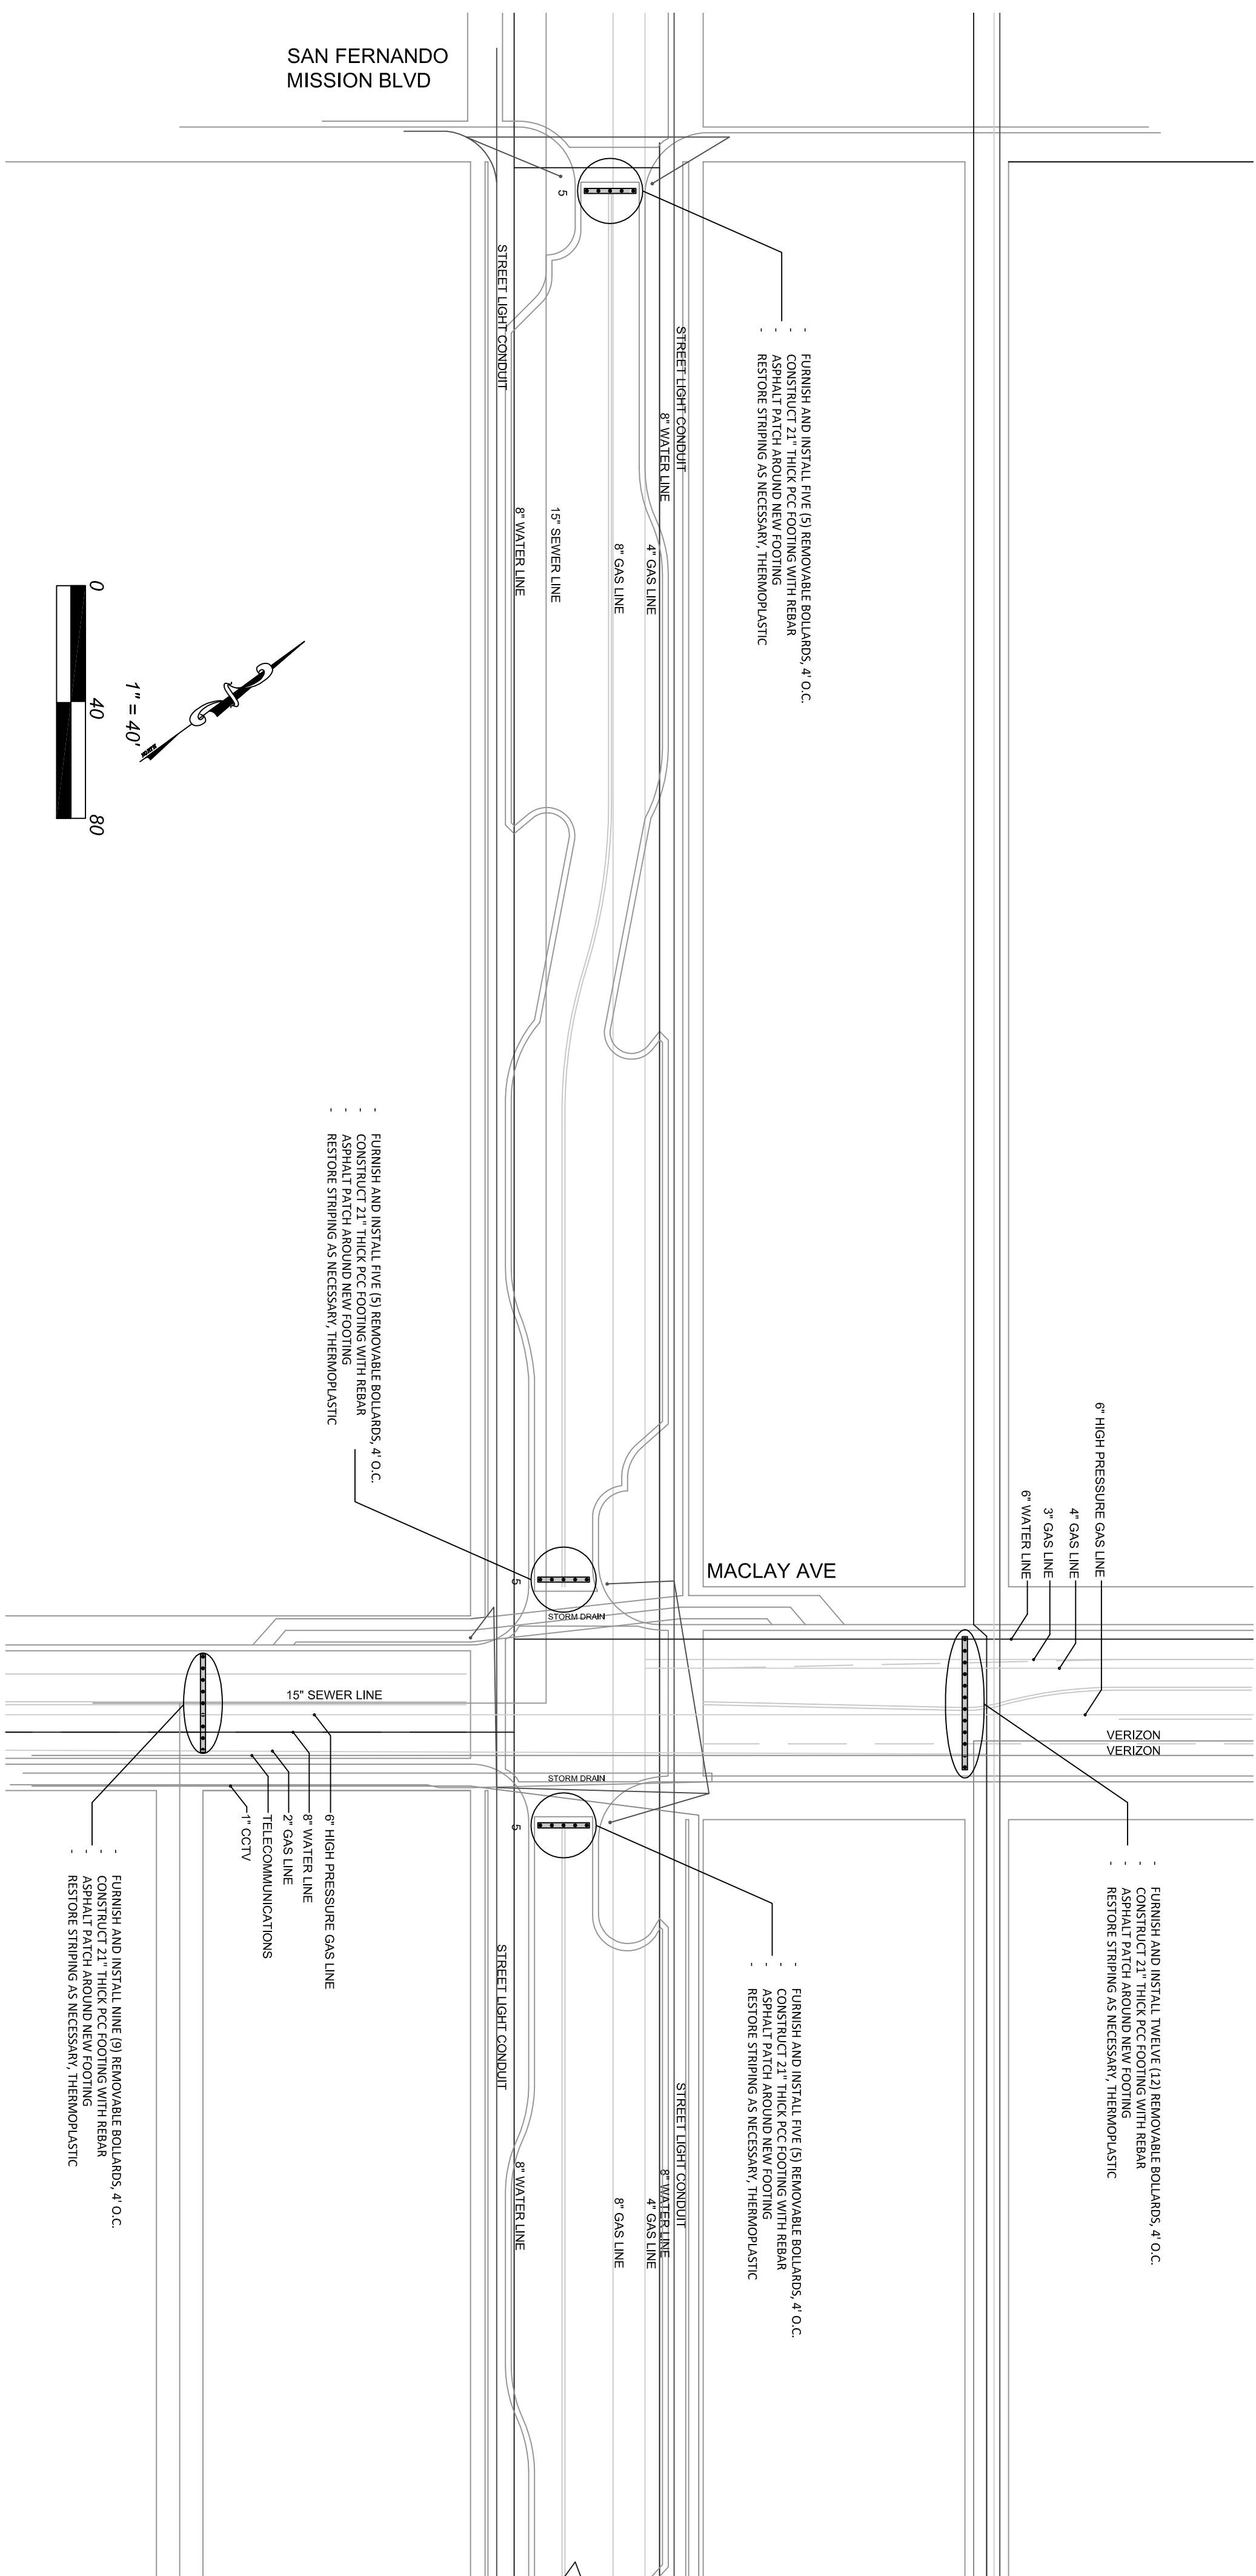 SAN FERNANDO
MISSION BLVD
5
STREET LIGHT CONDUIT
STREET LIGHT CONDUIT
8" WATER LINE
- FURNISH AND INSTALL FIVE (5) REMOVABLE BOLLARDS, 4' O.C.
- CONSTRUCT 21" THICK PCC FOOTING WITH REBAR
- ASPHALT PATCH AROUND NEW FOOTING
- RESTORE STRIPING AS NECESSARY, THERMOPLASTIC
8" WATER LINE
15" SEWER LINE
8" GAS LINE
4" GAS LINE
0
40
80
1" = 40'
NORTH
- FURNISH AND INSTALL FIVE (5) REMOVABLE BOLLARDS, 4' O.C.
- CONSTRUCT 21" THICK PCC FOOTING WITH REBAR
- ASPHALT PATCH AROUND NEW FOOTING
- RESTORE STRIPING AS NECESSARY, THERMOPLASTIC
6" HIGH PRESSURE GAS LINE
4" GAS LINE
3" GAS LINE
6" WATER LINE
MACLAY AVE
5
STORM DRAIN
15" SEWER LINE
VERIZON
VERIZON
STORM DRAIN
5
6" HIGH PRESSURE GAS LINE
8" WATER LINE
2" GAS LINE
TELECOMMUNICATIONS
1" CCTV
- FURNISH AND INSTALL NINE (9) REMOVABLE BOLLARDS, 4' O.C.
- CONSTRUCT 21" THICK PCC FOOTING WITH REBAR
- ASPHALT PATCH AROUND NEW FOOTING
- RESTORE STRIPING AS NECESSARY, THERMOPLASTIC
- FURNISH AND INSTALL TWELVE (12) REMOVABLE BOLLARDS, 4' O.C.
- CONSTRUCT 21" THICK PCC FOOTING WITH REBAR
- ASPHALT PATCH AROUND NEW FOOTING
- RESTORE STRIPING AS NECESSARY, THERMOPLASTIC
- FURNISH AND INSTALL FIVE (5) REMOVABLE BOLLARDS, 4' O.C.
- CONSTRUCT 21" THICK PCC FOOTING WITH REBAR
- ASPHALT PATCH AROUND NEW FOOTING
- RESTORE STRIPING AS NECESSARY, THERMOPLASTIC
STREET LIGHT CONDUIT
STREET LIGHT CONDUIT
8" WATER LINE
8" WATER LINE
8" GAS LINE
4" GAS LINE